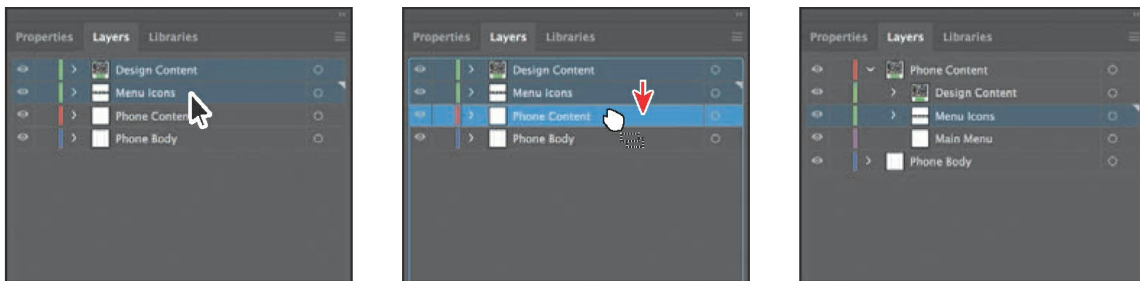 Properties Layers Libraries
Design Content
Menu Icons
Phone Content
Phone Body
Properties Layers Libraries
Design Content
Menu Icons
Phone Content
Phone Body
Properties Layers Libraries
Phone Content
Design Content
Menu Icons
Main Menu
Phone Body